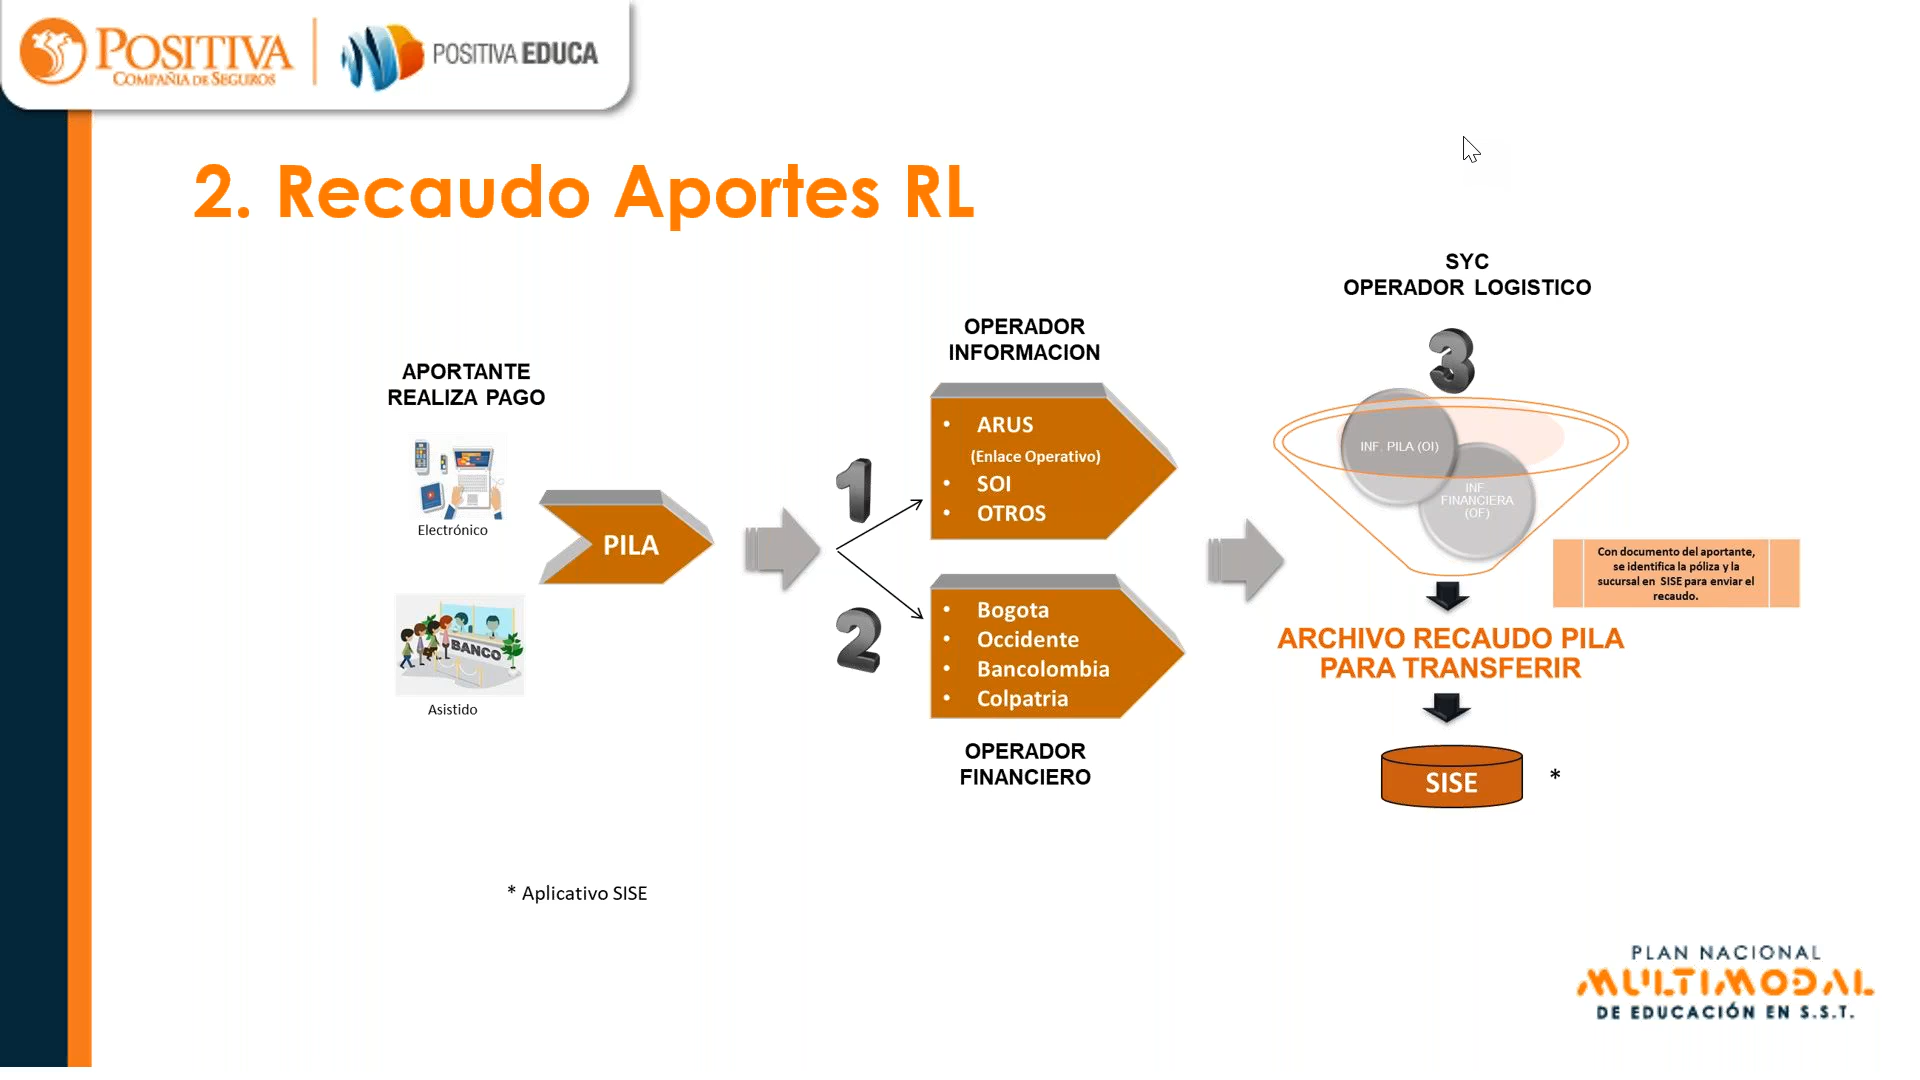 POSITIVA
COMPAÑIA DE SEGUROS
POSITIVA EDUCA
2. Recaudo Aportes RL
APORTANTE
REALIZA PAGO
Electrónico
BANCO
Asistido
PILA
1
2
OPERADOR
INFORMACION
• ARUS
(Enlace Operativo)
• SOI
• OTROS
• Bogota
• Occidente
• Bancolombia
• Colpatria
OPERADOR
FINANCIERO
SYC
OPERADOR LOGISTICO
3
INF. PILA (OI)
INF.
FINANCIERA
(OF)
Con documento del aportante,
se identifica la póliza y la
sucursal en SISE para enviar el
recaudo.
ARCHIVO RECAUDO PILA
PARA TRANSFERIR
SISE
*
* Aplicativo SISE
PLAN NACIONAL
MULTIMODAL
DE EDUCACIÓN EN S.S.T.